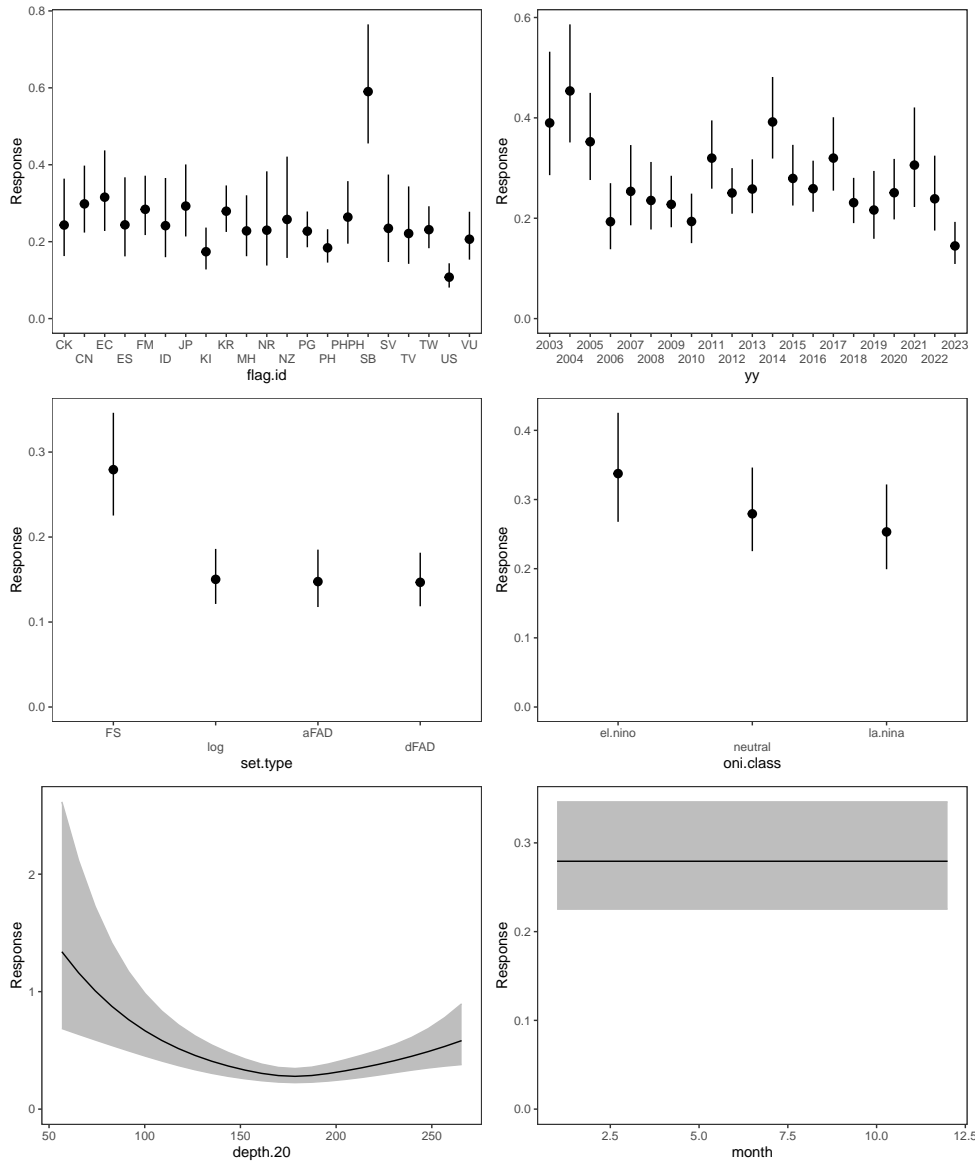 0.8
0.6
0.4
0.2
0.0
Response
CK EC FM JP KR NR PG PHPH SV TW VU
CN ES ID KI MH NZ PH SB TV US
flag.id
0.6
0.4
0.2
0.0
Response
2003 2005 2007 2009 2011 2013 2015 2017 2019 2021 2023
2004 2006 2008 2010 2012 2014 2016 2018 2020 2022
yy
0.3
0.2
0.1
0.0
Response
FS aFAD
log dFAD
set.type
0.4
0.3
0.2
0.1
0.0
Response
el.nino la.nina
neutral
oni.class
2
1
0
Response
50 100 150 200 250
depth.20
0.3
0.2
0.1
0.0
Response
2.5 5.0 7.5 10.0 12.5
month